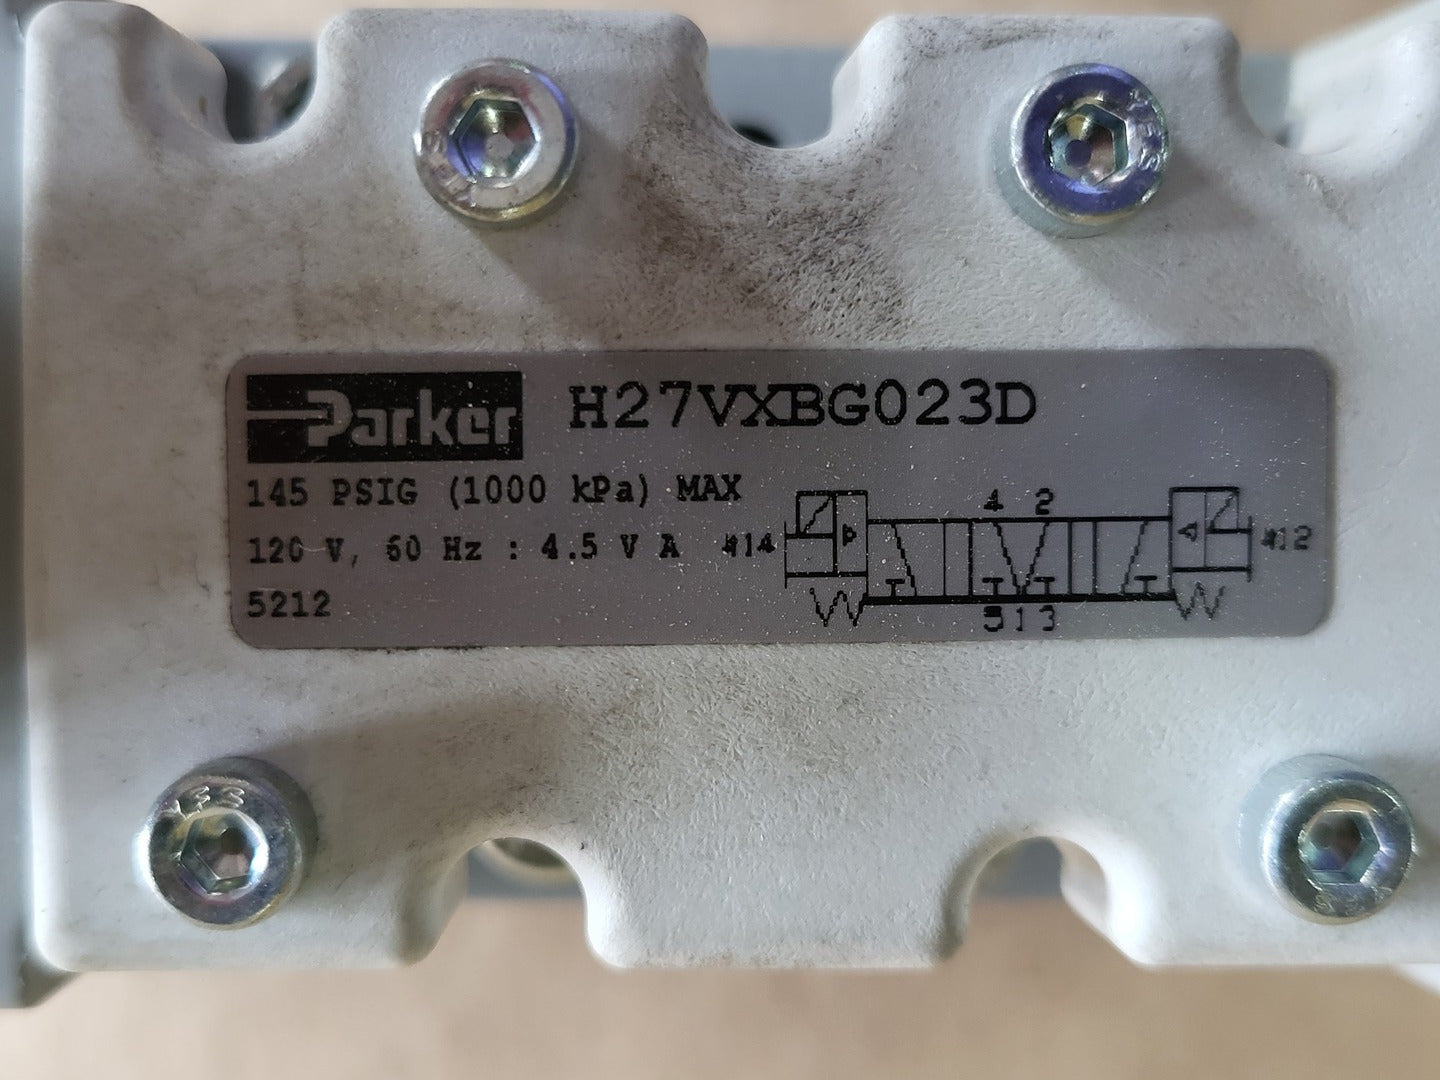 Parker H27VXBG023D
145 PSIG (1000 kPa) MAX
120 V, 60 Hz : 4.5 V A
5212
4 2
#14
#12
5 1 3